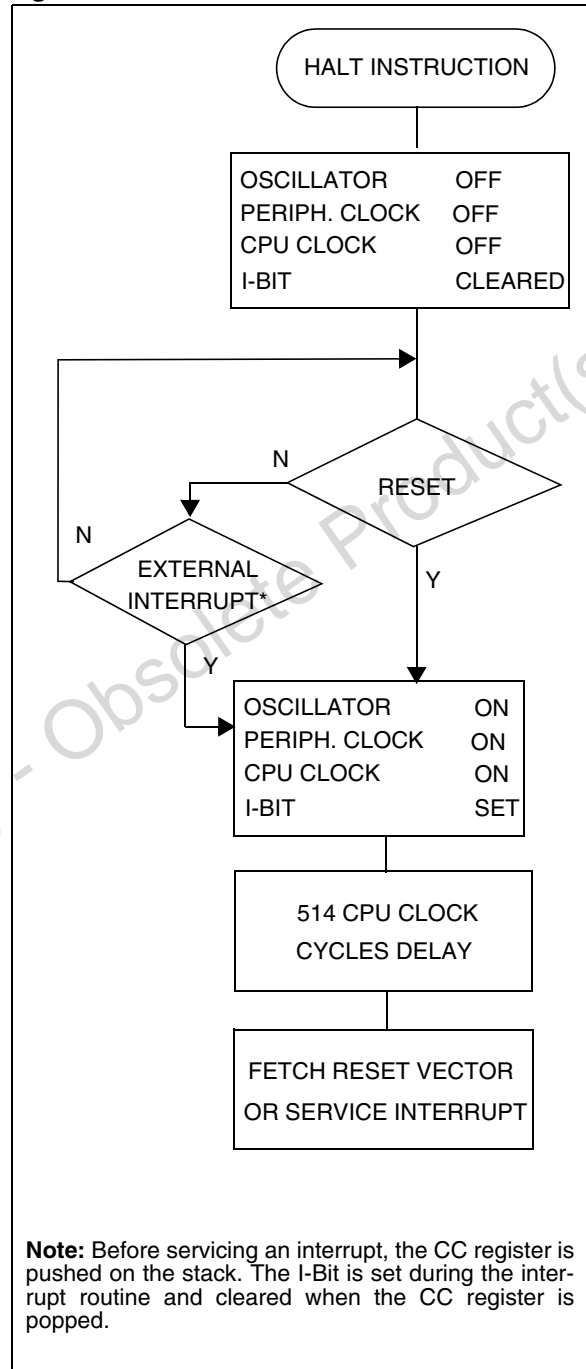 HALT INSTRUCTION
OSCILLATOR OFF
PERIPH. CLOCK OFF
CPU CLOCK OFF
I-BIT CLEARED
N
RESET
N
EXTERNAL
INTERRUPT*
Y
Y
OSCILLATOR ON
PERIPH. CLOCK ON
CPU CLOCK ON
I-BIT SET
514 CPU CLOCK
CYCLES DELAY
FETCH RESET VECTOR
OR SERVICE INTERRUPT
Note: Before servicing an interrupt, the CC register is
pushed on the stack. The I-Bit is set during the inter-
rupt routine and cleared when the CC register is
popped.
- Obsolete Product(s